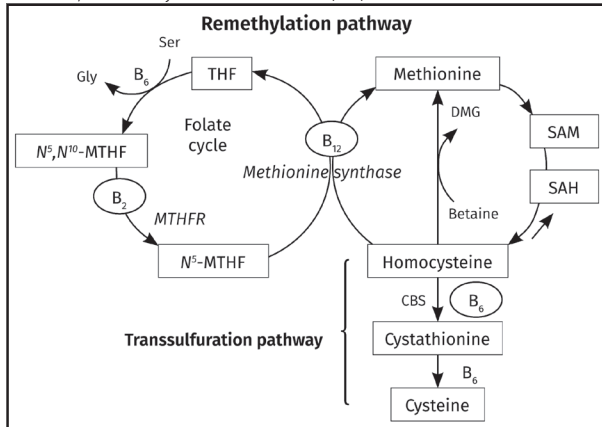 Remethylation pathway
Ser
Gly
B6
THF
Methionine
DMG
Folate
cycle
B12
SAM
N⁵,N¹⁰-MTHF
Methionine synthase
SAH
B2
MTHFR
Betaine
N⁵-MTHF
Homocysteine
CBS
B6
Transsulfuration pathway
Cystathionine
B6
Cysteine